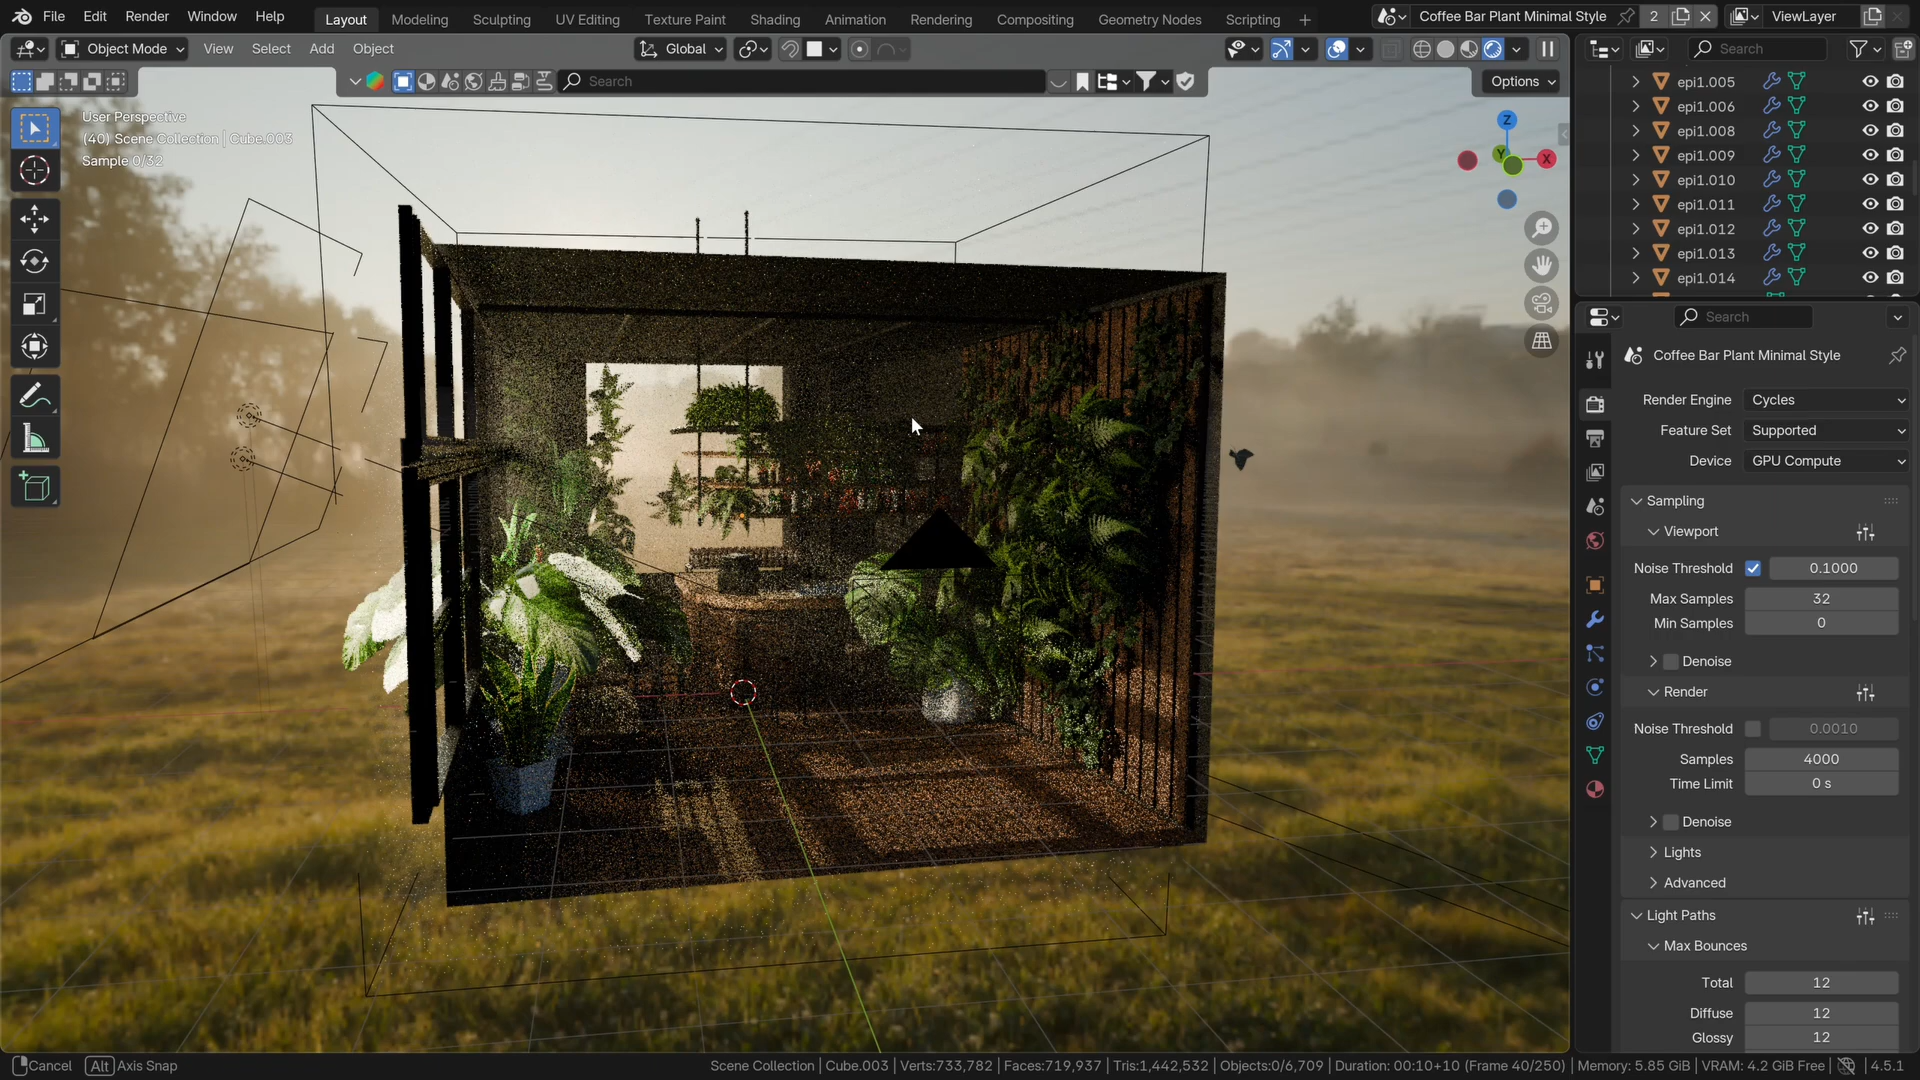 File Edit Render Window Help Layout Modeling Sculpting UV Editing Texture Paint Shading Animation Rendering Compositing Geometry Nodes Scripting + Coffee Bar Plant Minimal Style 2 ViewLayer
Object Mode View Select Add Object Global Search
Search Options
User Perspective
(40) Scene Collection | Cube.003
Sample 0/32
Z
Y
X
epi1.005
epi1.006
epi1.008
epi1.009
epi1.010
epi1.011
epi1.012
epi1.013
epi1.014
Search
Coffee Bar Plant Minimal Style
Render Engine Cycles
Feature Set Supported
Device GPU Compute
Sampling
Viewport
Noise Threshold 0.1000
Max Samples 32
Min Samples 0
Denoise
Render
Noise Threshold 0.0010
Samples 4000
Time Limit 0 s
Denoise
Lights
Advanced
Light Paths
Max Bounces
Total 12
Diffuse 12
Glossy 12
Cancel Alt Axis Snap Scene Collection | Cube.003 | Verts:733,782 | Faces:719,937 | Tris:1,442,532 | Objects:0/6,709 | Duration: 00:10+10 (Frame 40/250) | Memory: 5.85 GiB | VRAM: 4.2 GiB Free | 4.5.1